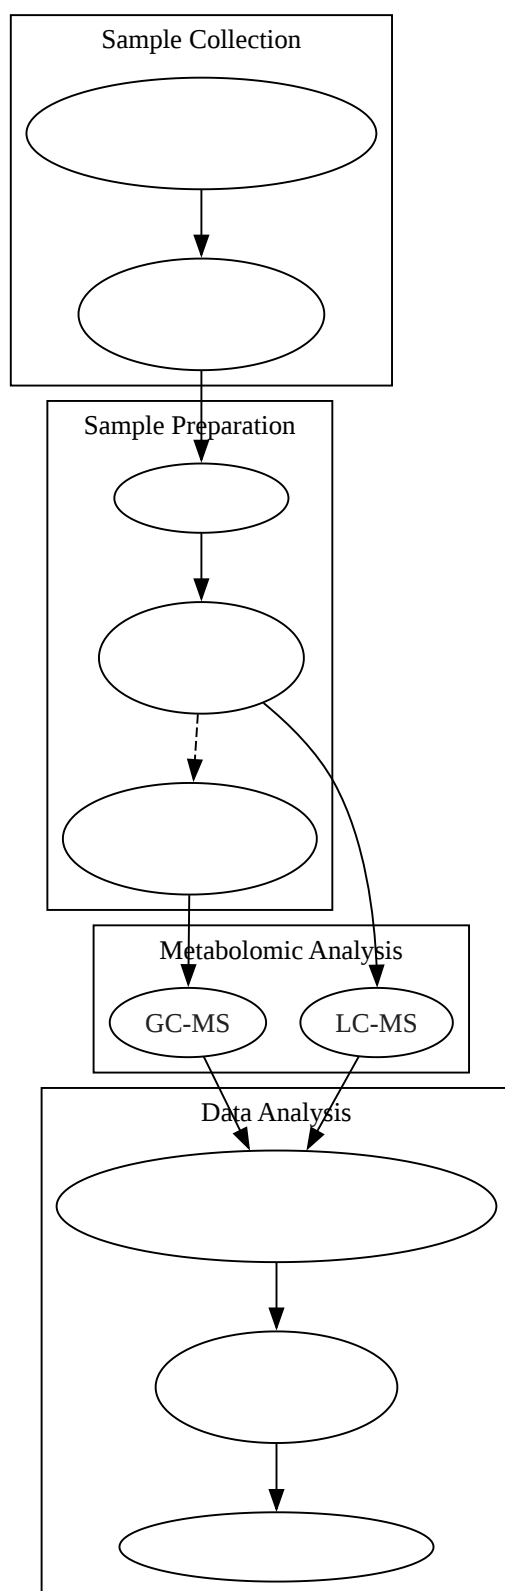 Sample Collection
Sample Preparation
Metabolomic Analysis
GC-MS
LC-MS
Data Analysis